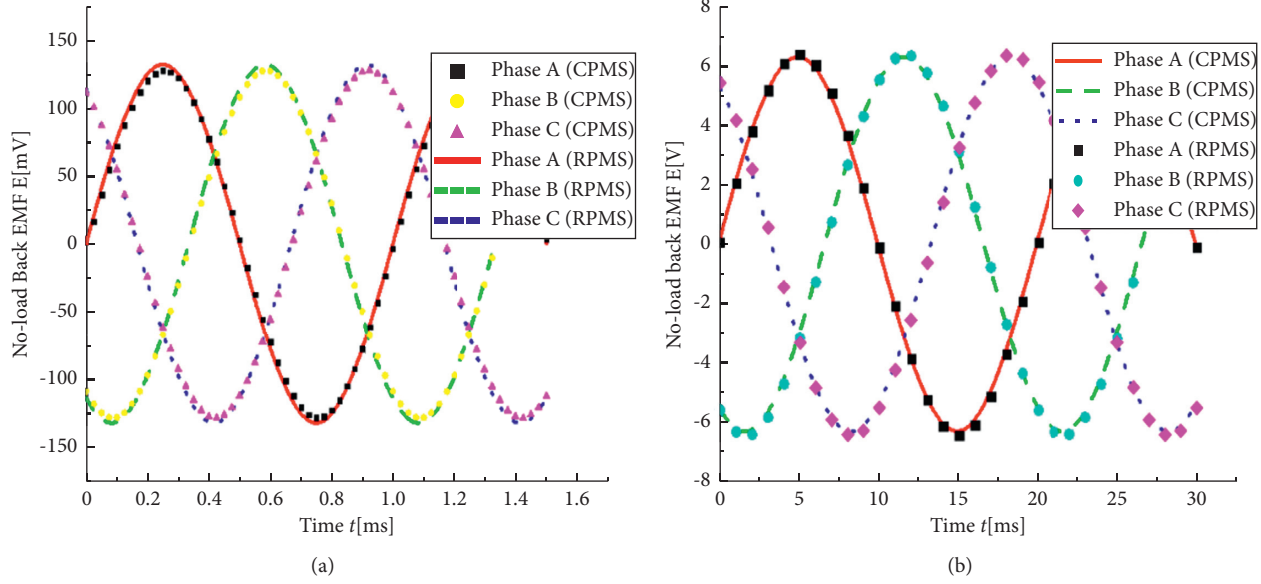 No-load Back EMF E[mV]
150
100
50
0
-50
-100
-150
0 0.2 0.4 0.6 0.8 1.0 1.2 1.4 1.6
Time t[ms]
Phase A (CPMS)
Phase B (CPMS)
Phase C (CPMS)
Phase A (RPMS)
Phase B (RPMS)
Phase C (RPMS)
(a)
No-load back EMF E[V]
8
6
4
2
0
-2
-4
-6
-8
0 5 10 15 20 25 30
Time t[ms]
Phase A (CPMS)
Phase B (CPMS)
Phase C (CPMS)
Phase A (RPMS)
Phase B (RPMS)
Phase C (RPMS)
(b)